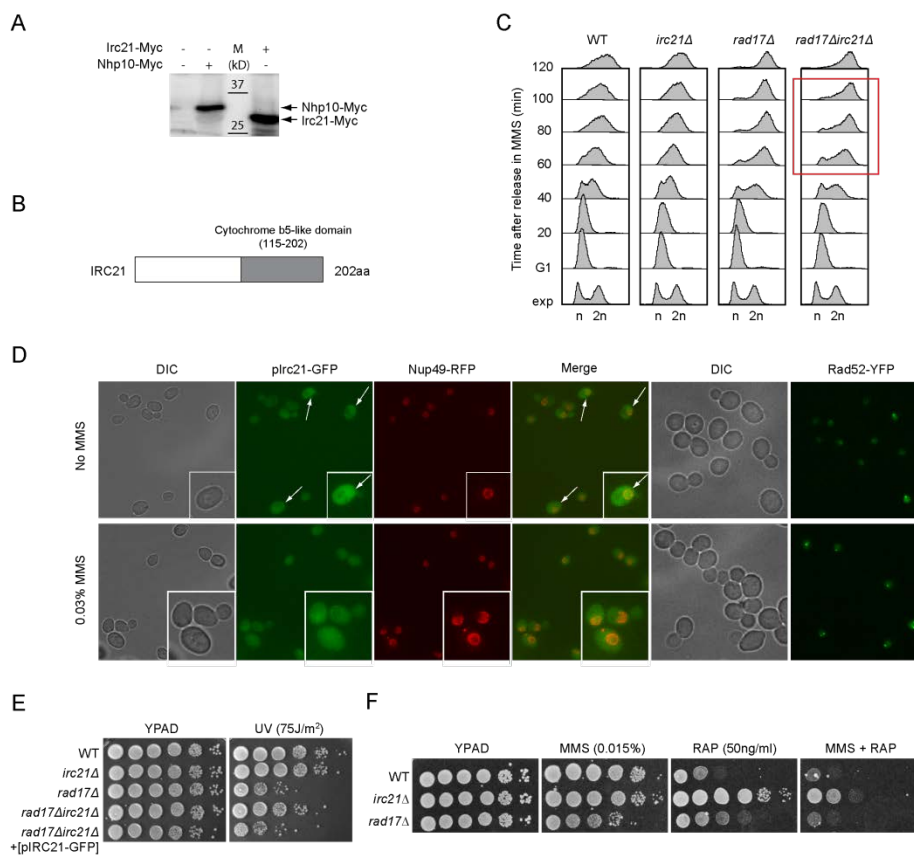 A
Irc21-Myc - - M +
Nhp10-Myc - + (kD) -
37
Nhp10-Myc
Irc21-Myc
25
B
Cytochrome b5-like domain
(115-202)
IRC21
202aa
C
WT irc21Δ rad17Δ rad17Δirc21Δ
Time after release in MMS (min)
120
100
80
60
40
20
G1
exp
n 2n n 2n n 2n n 2n
D
DIC pIrc21-GFP Nup49-RFP Merge DIC Rad52-YFP
No MMS
0.03% MMS
E
YPAD UV (75J/m²)
WT
irc21Δ
rad17Δ
rad17Δirc21Δ
rad17Δirc21Δ
+[pIRC21-GFP]
F
YPAD MMS (0.015%) RAP (50ng/ml) MMS + RAP
WT
irc21Δ
rad17Δ